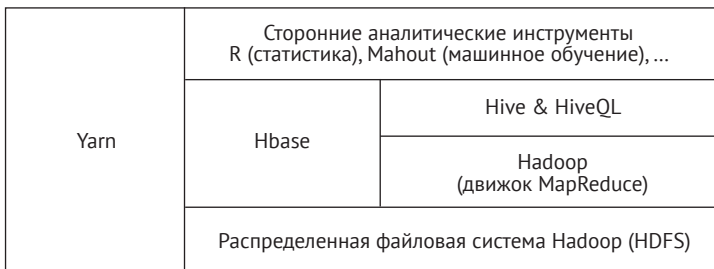 Сторонние аналитические инструменты
R (статистика), Mahout (машинное обучение), ...
Yarn
Hbase
Hive & HiveQL
Hadoop
(движок MapReduce)
Распределенная файловая система Hadoop (HDFS)